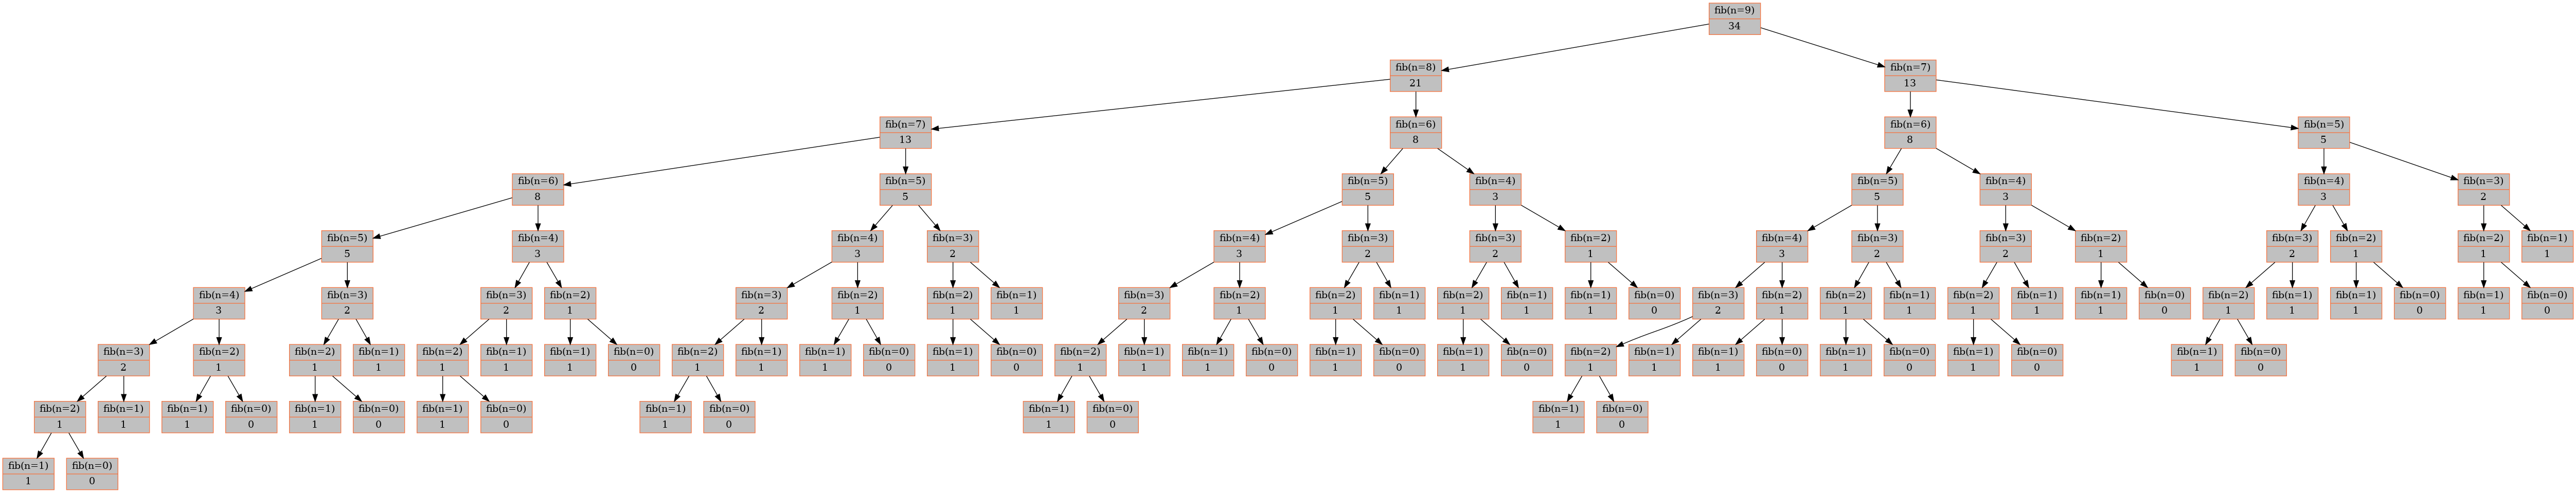 fib(n=9)
34
fib(n=8)
21
fib(n=7)
13
fib(n=7)
13
fib(n=6)
8
fib(n=6)
8
fib(n=5)
5
fib(n=6)
8
fib(n=5)
5
fib(n=5)
5
fib(n=4)
3
fib(n=5)
5
fib(n=4)
3
fib(n=4)
3
fib(n=3)
2
fib(n=5)
5
fib(n=4)
3
fib(n=4)
3
fib(n=3)
2
fib(n=4)
3
fib(n=3)
2
fib(n=3)
2
fib(n=2)
1
fib(n=4)
3
fib(n=3)
2
fib(n=3)
2
fib(n=2)
1
fib(n=3)
2
fib(n=2)
1
fib(n=2)
1
fib(n=1)
1
fib(n=4)
3
fib(n=3)
2
fib(n=3)
2
fib(n=2)
1
fib(n=3)
2
fib(n=2)
1
fib(n=2)
1
fib(n=1)
1
fib(n=3)
2
fib(n=2)
1
fib(n=2)
1
fib(n=1)
1
fib(n=2)
1
fib(n=1)
1
fib(n=1)
1
fib(n=0)
0
fib(n=3)
2
fib(n=2)
1
fib(n=2)
1
fib(n=1)
1
fib(n=2)
1
fib(n=1)
1
fib(n=1)
1
fib(n=0)
0
fib(n=2)
1
fib(n=1)
1
fib(n=1)
1
fib(n=0)
0
fib(n=1)
1
fib(n=0)
0
fib(n=3)
2
fib(n=2)
1
fib(n=2)
1
fib(n=1)
1
fib(n=2)
1
fib(n=1)
1
fib(n=1)
1
fib(n=0)
0
fib(n=2)
1
fib(n=1)
1
fib(n=1)
1
fib(n=0)
0
fib(n=1)
1
fib(n=0)
0
fib(n=2)
1
fib(n=1)
1
fib(n=1)
1
fib(n=0)
0
fib(n=1)
1
fib(n=0)
0
fib(n=1)
1
fib(n=0)
0
fib(n=2)
1
fib(n=1)
1
fib(n=1)
1
fib(n=0)
0
fib(n=1)
1
fib(n=0)
0
fib(n=1)
1
fib(n=0)
0
fib(n=1)
1
fib(n=0)
0
fib(n=2)
1
fib(n=1)
1
fib(n=1)
1
fib(n=0)
0
fib(n=1)
1
fib(n=0)
0
fib(n=1)
1
fib(n=0)
0
fib(n=1)
1
fib(n=0)
0
fib(n=1)
1
fib(n=0)
0
fib(n=1)
1
fib(n=0)
0
fib(n=1)
1
fib(n=0)
0